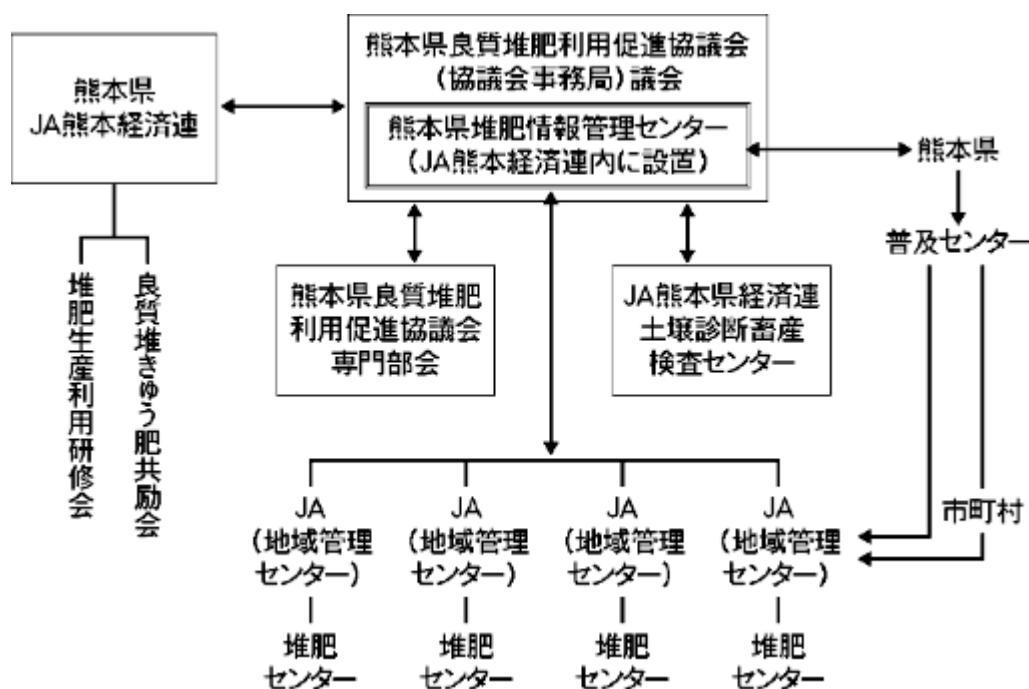 熊本県良質堆肥利用促進協議会
(協議会事務局)議会
熊本県堆肥情報管理センター
(JA熊本経済連内に設置)
熊本県
JA熊本経済連
熊本県
普及センター
堆肥生産利用研修会
良質堆きゅう肥共励会
熊本県良質堆肥
利用促進協議会
専門部会
JA熊本県経済連
土壌診断畜産
検査センター
市町村
JA
(地域管理
センター)
JA
(地域管理
センター)
JA
(地域管理
センター)
JA
(地域管理
センター)
堆肥
センター
堆肥
センター
堆肥
センター
堆肥
センター